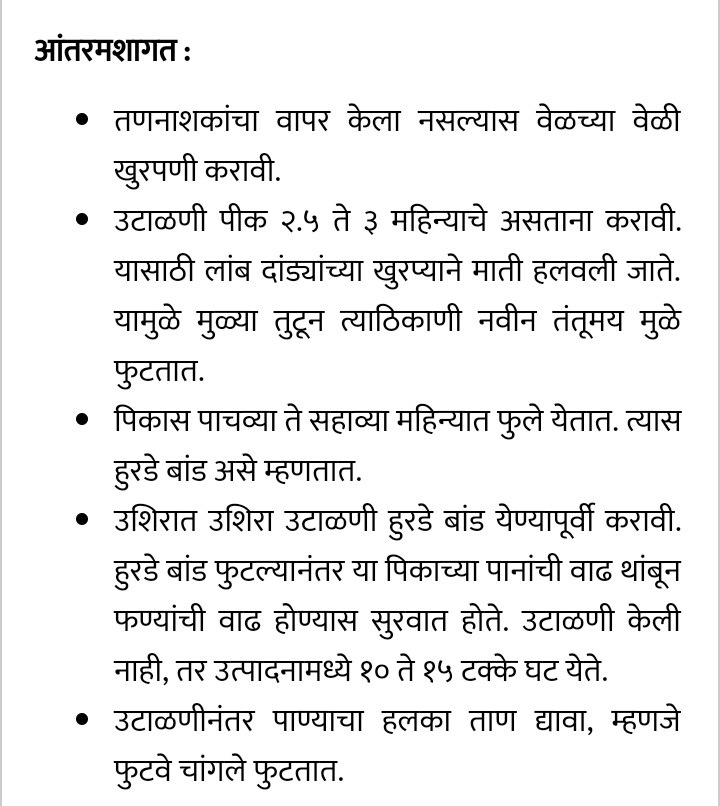 आंतरमशागत :
• तणनाशकांचा वापर केला नसल्यास वेळच्या वेळी
खुरपणी करावी.
• उटाळणी पीक २.५ ते ३ महिन्याचे असताना करावी.
यासाठी लांब दांड्यांच्या खुरप्याने माती हलवली जाते.
यामुळे मुळ्या तुटून त्याठिकाणी नवीन तंतूमय मुळे
फुटतात.
• पिकास पाचव्या ते सहाव्या महिन्यात फुले येतात. त्यास
हुरडे बांड असे म्हणतात.
• उशिरात उशिरा उटाळणी हुरडे बांड येण्यापूर्वी करावी.
हुरडे बांड फुटल्यानंतर या पिकाच्या पानांची वाढ थांबून
फण्यांची वाढ होण्यास सुरवात होते. उटाळणी केली
नाही, तर उत्पादनामध्ये १० ते १५ टक्के घट येते.
• उटाळणीनंतर पाण्याचा हलका ताण द्यावा, म्हणजे
फुटवे चांगले फुटतात.